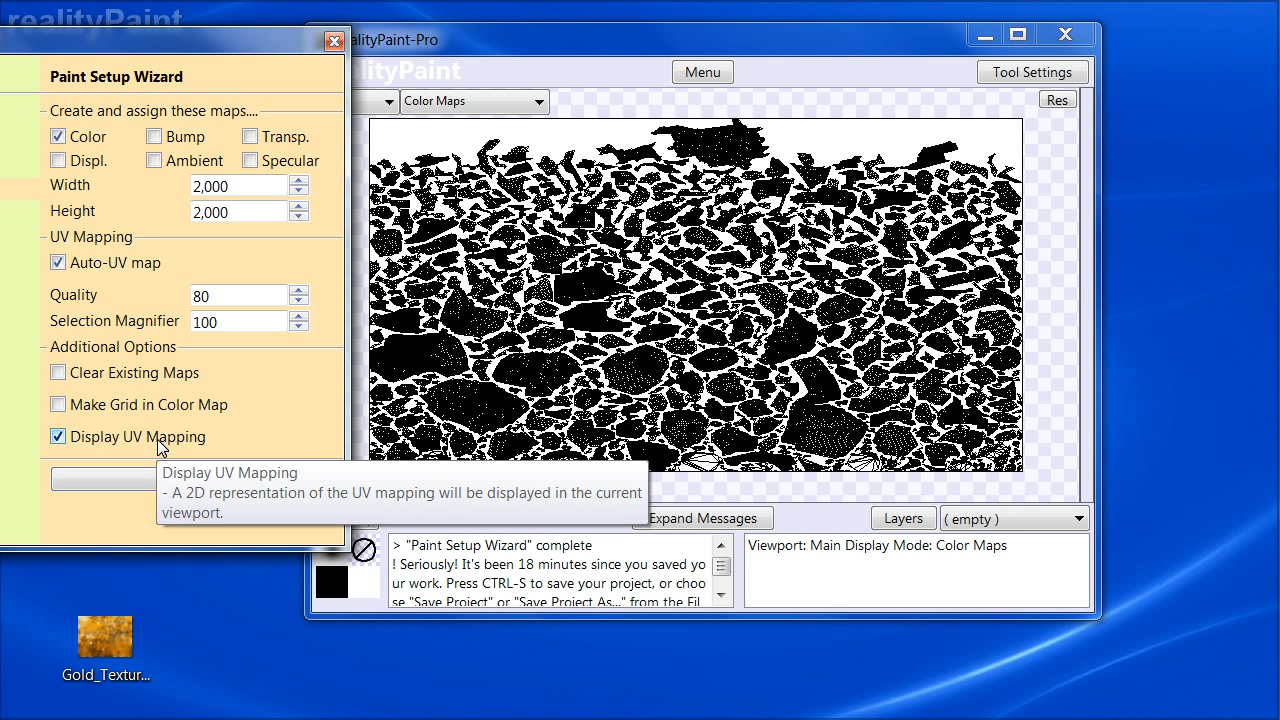 realityPaint
Paint Setup Wizard
Create and assign these maps....
Color
Bump
Transp.
Displ.
Ambient
Specular
Width
2,000
Height
2,000
UV Mapping
Auto-UV map
Quality
80
Selection Magnifier
100
Additional Options
Clear Existing Maps
Make Grid in Color Map
Display UV Mapping
Display UV Mapping
- A 2D representation of the UV mapping will be displayed in the current
viewport.
alityPaint-Pro
lityPaint
Menu
Tool Settings
Color Maps
Res
Expand Messages
Layers
( empty )
> "Paint Setup Wizard" complete
! Seriously! It's been 18 minutes since you saved yo
ur work. Press CTRL-S to save your project, or choo
se "Save Project" or "Save Project As..." from the Fil
Viewport: Main Display Mode: Color Maps
Gold_Textur...